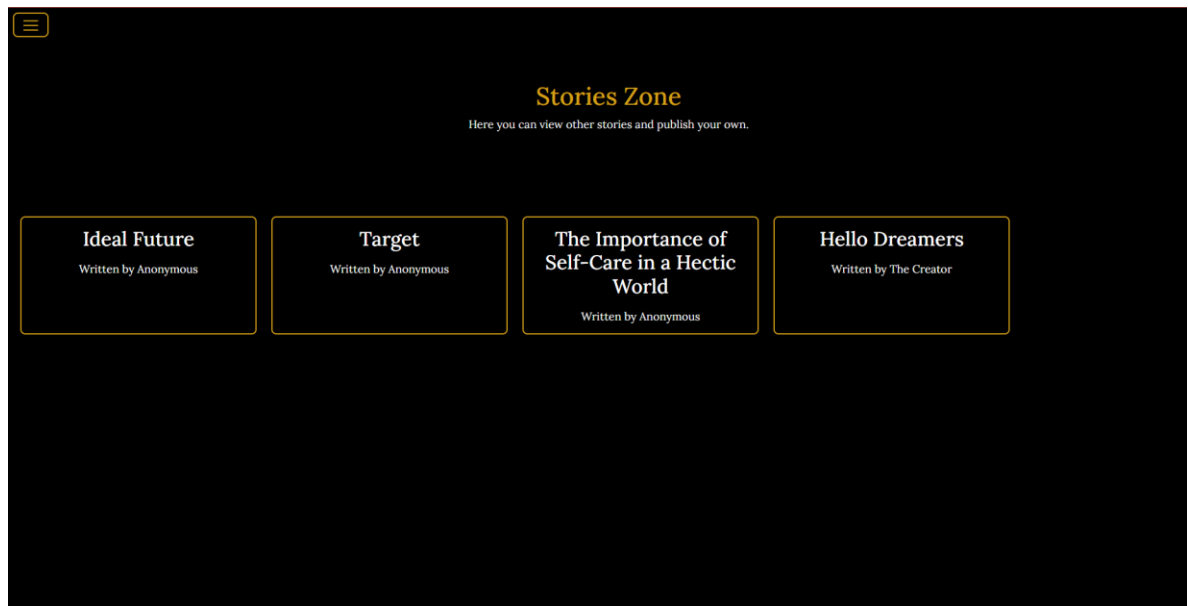 Stories Zone
Here you can view other stories and publish your own.
Ideal Future
Written by Anonymous
Target
Written by Anonymous
The Importance of
Self-Care in a Hectic
World
Written by Anonymous
Hello Dreamers
Written by The Creator